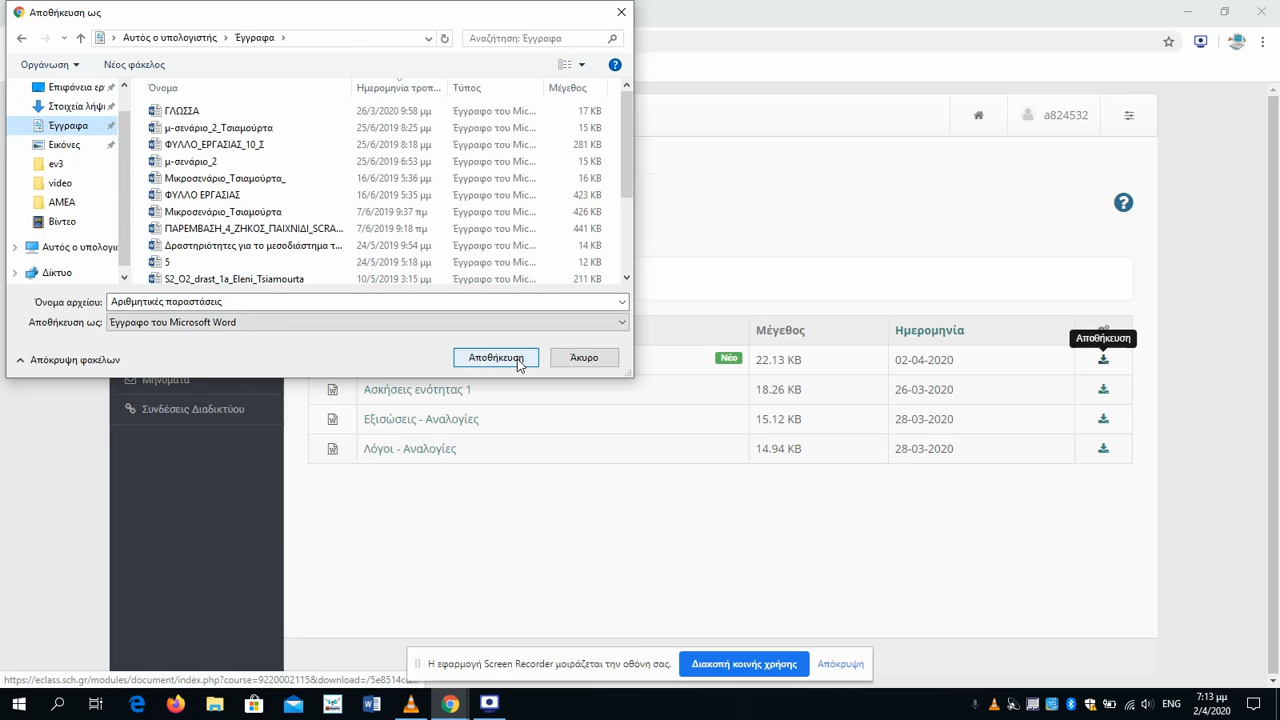 Αποθήκευση ως
Αυτός ο υπολογιστής > Έγγραφα >
Αναζήτηση: Έγγραφα
Οργάνωση
Νέος φάκελος
Επιφάνεια ερ
Στοιχεία λήψι
Έγγραφα
Εικόνες
ev3
video
AMEA
Βίντεο
Αυτός ο υπολογι
Δίκτυο
Όνομα Ημερομηνία τροπ... Τύπος Μέγεθος
ΓΛΩΣΣΑ 26/3/2020 9:58 μμ Έγγραφο του Mic... 17 KB
μ-σενάριο_2_Τσιαμούρτα 25/6/2019 8:25 μμ Έγγραφο του Mic... 15 KB
ΦΥΛΛΟ_ΕΡΓΑΣΙΑΣ_10_Σ 25/6/2019 8:18 μμ Έγγραφο του Mic... 281 KB
μ-σενάριο_2 25/6/2019 6:53 μμ Έγγραφο του Mic... 15 KB
Μικροσενάριο_Τσιαμούρτα_ 16/6/2019 5:36 μμ Έγγραφο του Mic... 16 KB
ΦΥΛΛΟ ΕΡΓΑΣΙΑΣ 16/6/2019 5:35 μμ Έγγραφο του Mic... 423 KB
Μικροσενάριο_Τσιαμούρτα 7/6/2019 9:37 πμ Έγγραφο του Mic... 426 KB
ΠΑΡΕΜΒΑΣΗ_4_ΖΗΚΟΣ_ΠΑΙΧΝΙΔΙ_SCRA... 7/6/2019 9:18 πμ Έγγραφο του Mic... 441 KB
Δραστηριότητες για το μεσοδιάστημα τ... 24/5/2019 9:54 μμ Έγγραφο του Mic... 14 KB
5 24/5/2019 5:18 μμ Έγγραφο του Mic... 12 KB
S2_O2_drast_1a_Eleni_Tsiamourta 10/5/2019 3:15 μμ Έγγραφο του Mic... 211 KB
Όνομα αρχείου: Αριθμητικές παραστάσεις
Αποθήκευση ως: Έγγραφο του Microsoft Word
Απόκρυψη φακέλων
Αποθήκευση
Άκυρο
a824532
Μέγεθος Ημερομηνία
Αποθήκευση
Νέο 22.13 KB 02-04-2020
Ασκήσεις ενότητας 1 18.26 KB 26-03-2020
Εξισώσεις - Αναλογίες 15.12 KB 28-03-2020
Λόγοι - Αναλογίες 14.94 KB 28-03-2020
Μηνύματα
Συνδέσεις Διαδικτύου
Η εφαρμογή Screen Recorder μοιράζεται την οθόνη σας.
Διακοπή κοινής χρήσης
Απόκρυψη
ENG
7:13 μμ
2/4/2020